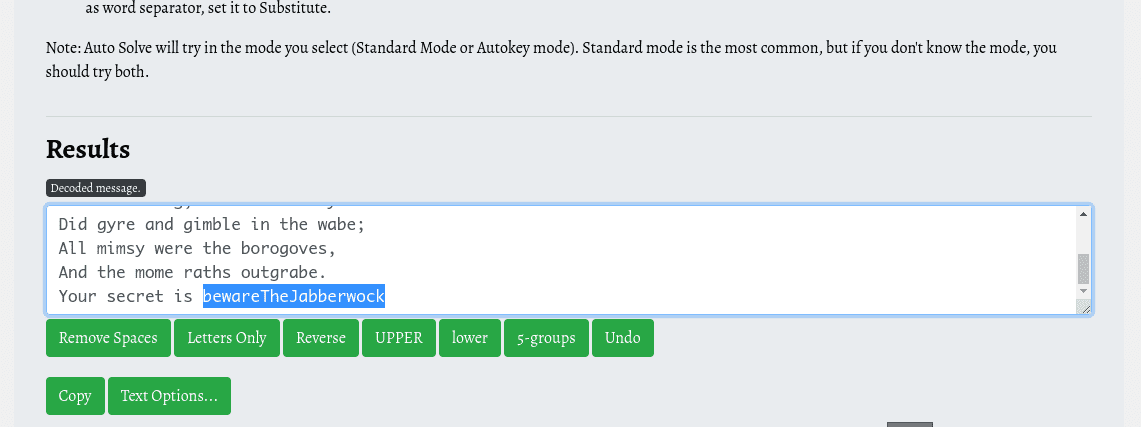 as word separator, set it to Substitute.
Note: Auto Solve will try in the mode you select (Standard Mode or Autokey mode). Standard mode is the most common, but if you don't know the mode, you
should try both.
Results
Decoded message.
Did gyre and gimble in the wabe;
All mimsy were the borogoves,
And the mome raths outgrabe.
Your secret is bewareTheJabberwock
Remove Spaces Letters Only Reverse UPPER lower 5-groups Undo
Copy Text Options...